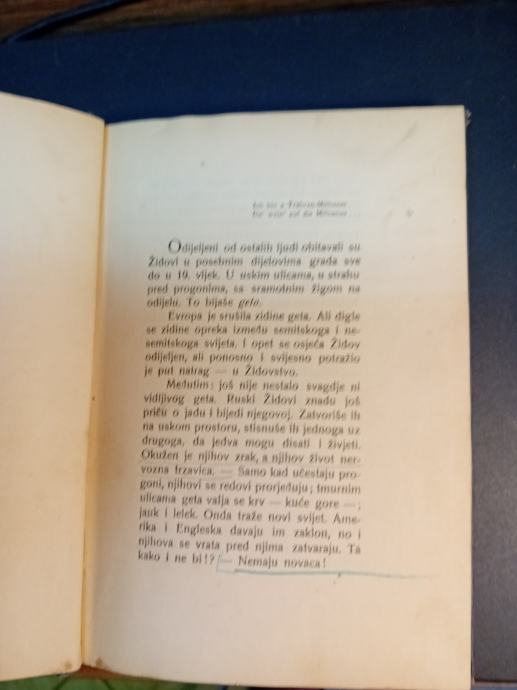 Ich bin a Tränen-Millioner
Odijeljeni od ostalih ljudi obitavali su
Židovi u posebnim dijelovima grada sve
do u 19. vijek. U uskim ulicama, u strahu
pred progonima, sa sramotnim žigom na
odijelu. To bijaše geto.
Evropa je srušila zidine geta. Ali digle
se zidine opreka između semitskoga i ne-
semitskoga svijeta. I opet se osjeća Židov
odijeljen, ali ponosno i svijesno potražio
je put natrag — u Židovstvo.
Međutim: još nije nestalo svagdje ni
vidljivog geta. Ruski Židovi znadu još
priču o jadu i bijedi njegovoj. Zatvoriše ih
na uskom prostoru, stisnuše ih jednoga uz
drugoga, da jedva mogu disati i živjeti.
Okužen je njihov zrak, a njihov život ner-
vozna trzavica. — Samo kad učestaju pro-
goni, njihovi se redovi prorjeđuju; tmurnim
ulicama geta valja se krv — kuće gore —;
jauk i lelek. Onda traže novi svijet. Ame-
rika i Engleska davaju im zaklon, no i
njihova se vrata pred njima zatvaraju. Ta
kako i ne bi!? — Nemaju novaca!